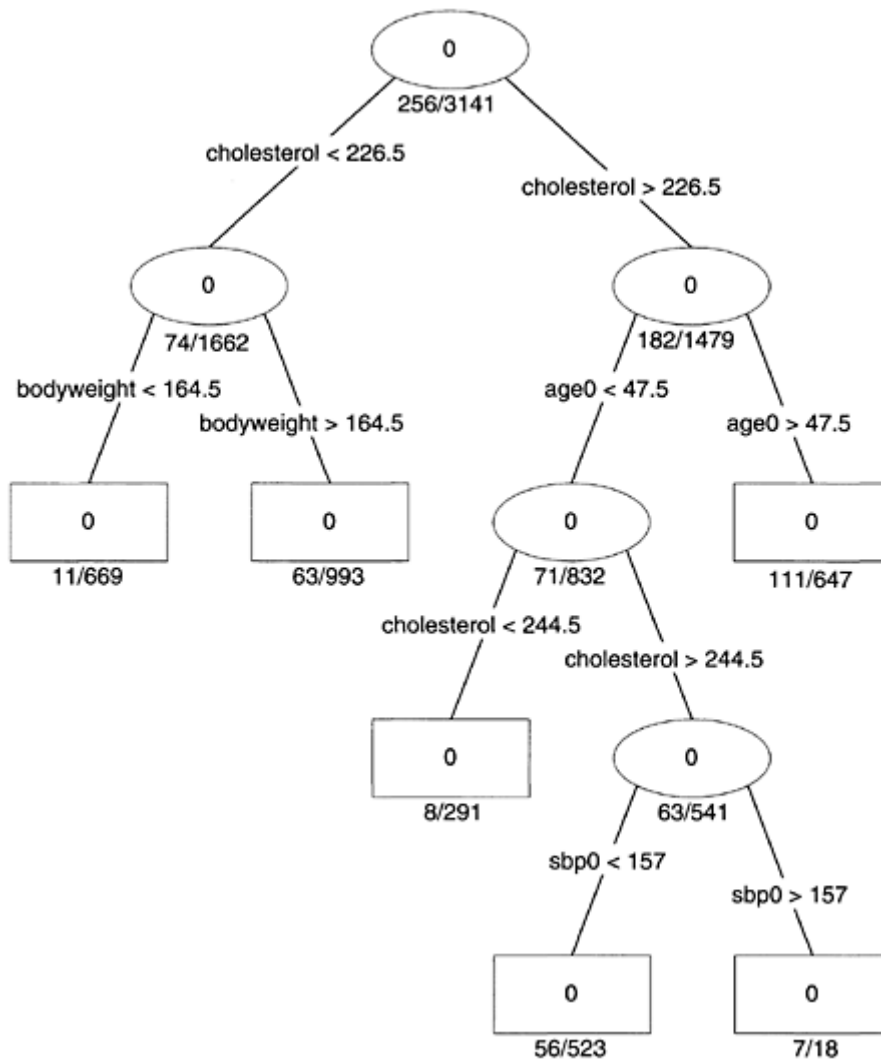 0
256/3141
cholesterol < 226.5
cholesterol > 226.5
0
0
74/1662
182/1479
bodyweight < 164.5
age0 < 47.5
bodyweight > 164.5
age0 > 47.5
0
0
0
0
11/669
63/993
71/832
111/647
cholesterol < 244.5
cholesterol > 244.5
0
0
8/291
63/541
sbp0 < 157
sbp0 > 157
0
0
56/523
7/18